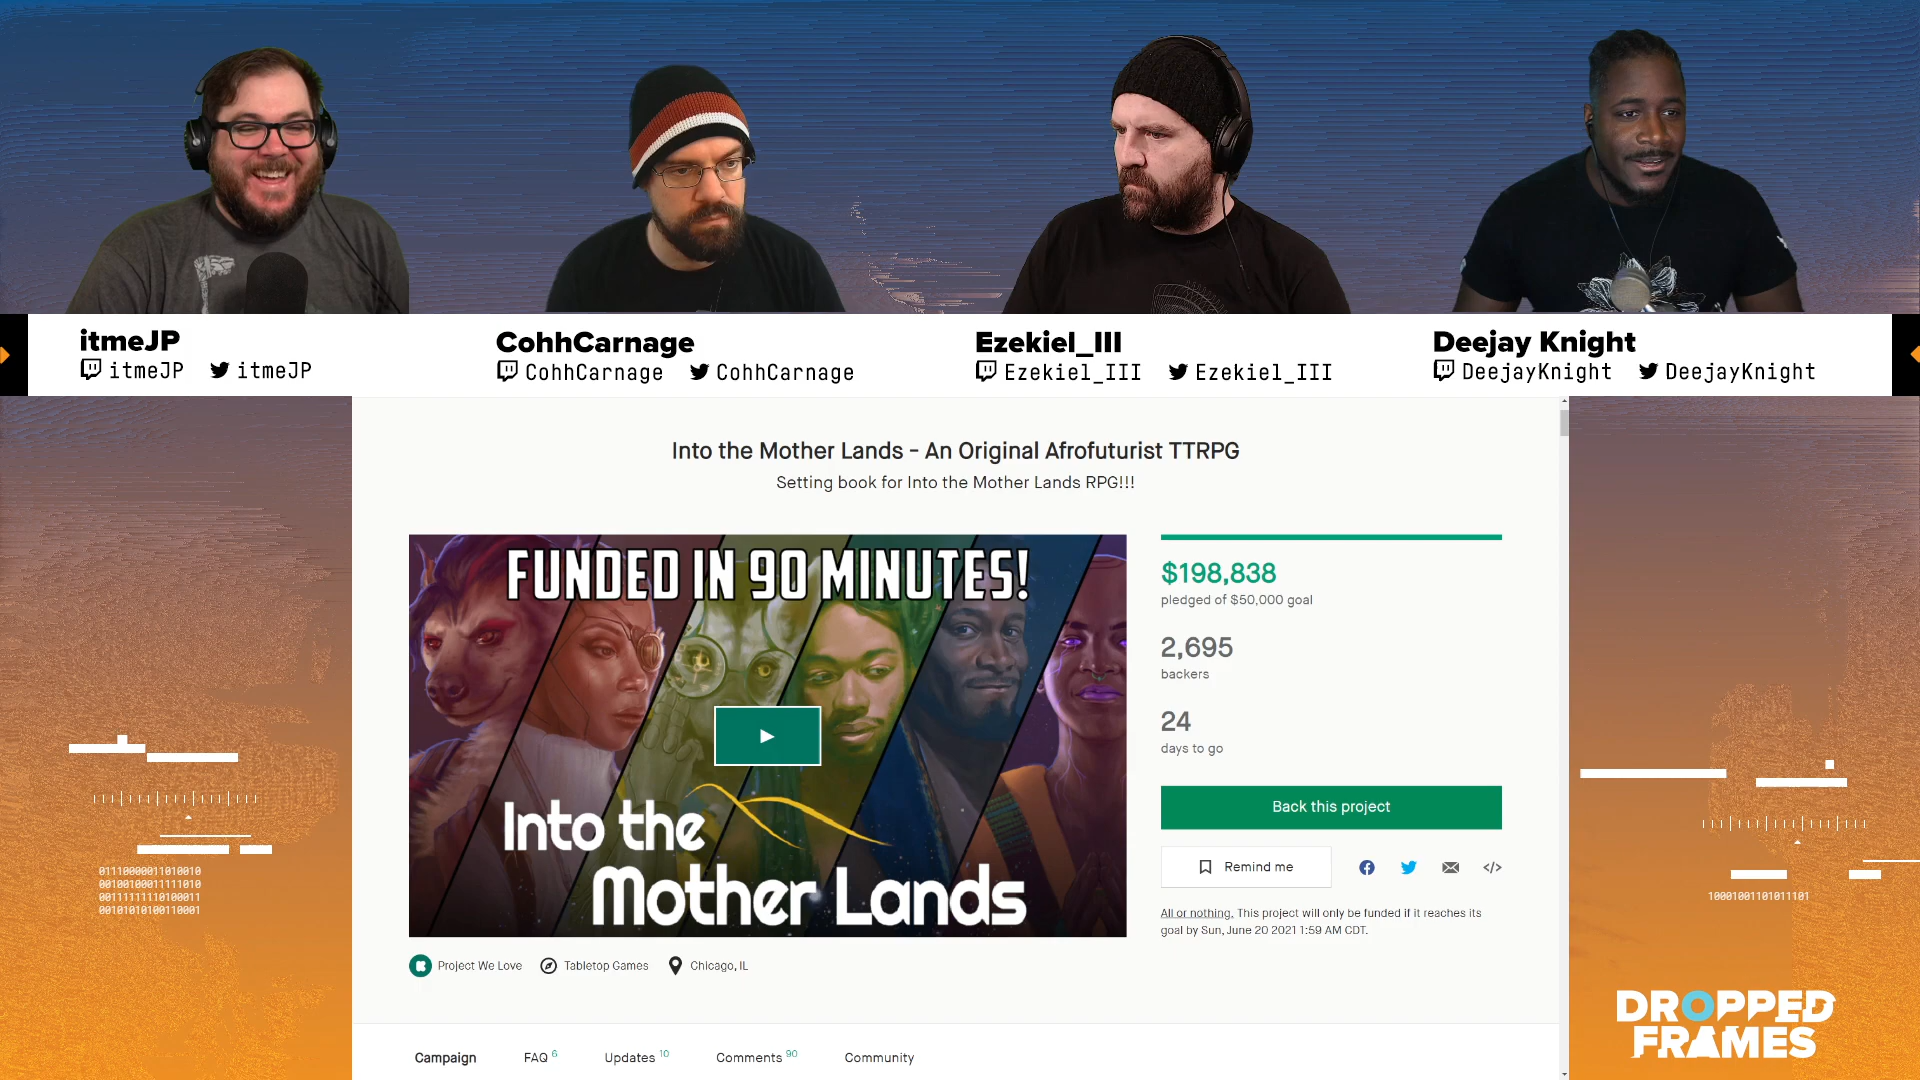 itmeJP
itmeJP itmeJP
CohhCarnage
CohhCarnage CohhCarnage
Ezekiel_III
Ezekiel_III Ezekiel_III
Deejay Knight
DeejayKnight DeejayKnight
Into the Mother Lands - An Original Afrofuturist TTRPG
Setting book for Into the Mother Lands RPG!!!
FUNDED IN 90 MINUTES!
Into the
Mother Lands
$198,838
pledged of $50,000 goal
2,695
backers
24
days to go
Back this project
Remind me
All or nothing. This project will only be funded if it reaches its
goal by Sun, June 20 2021 1:59 AM CDT.
Project We Love Tabletop Games Chicago, IL
Campaign FAQ 6 Updates 10 Comments 90 Community
01110000011010010
00100100011111010
00111111110100011
00101010100110001
10001001101011101
DROPPED
FRAMES